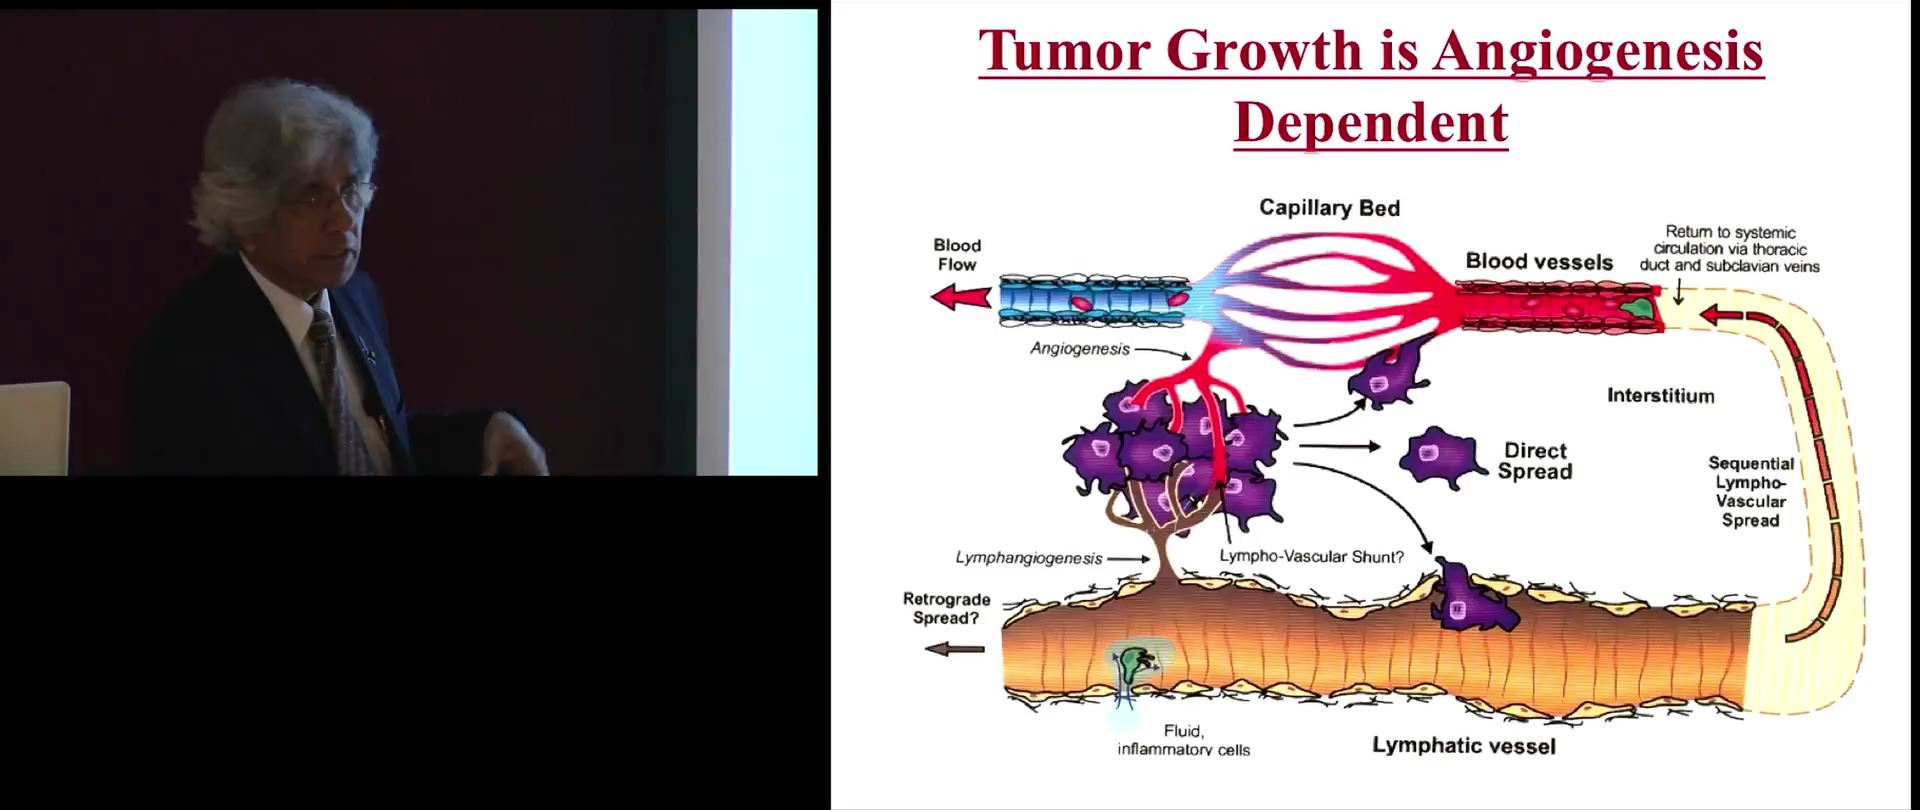 Tumor Growth is Angiogenesis
Dependent
Capillary Bed
Blood
Flow
Blood vessels
Return to systemic
circulation via thoracic
duct and subclavian veins
Angiogenesis
Interstitium
Direct
Spread
Sequential
Lympho-
Vascular
Spread
Lymphangiogenesis
Lympho-Vascular Shunt?
Retrograde
Spread?
Fluid,
inflammatory cells
Lymphatic vessel